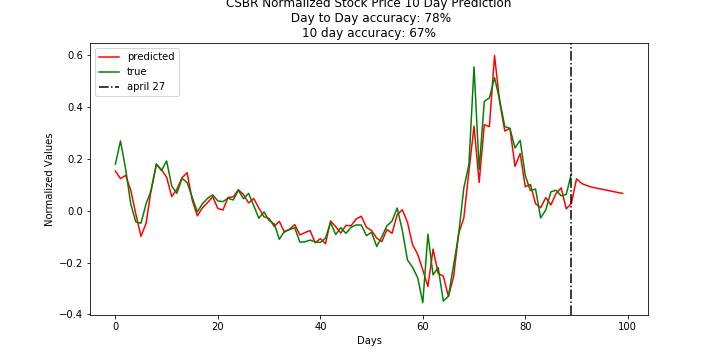 CSBR Normalized Stock Price 10 Day Prediction
Day to Day accuracy: 78%
10 day accuracy: 67%
predicted
true
april 27
Normalized Values
0.6
0.4
0.2
0.0
−0.2
−0.4
0
20
40
60
80
100
Days